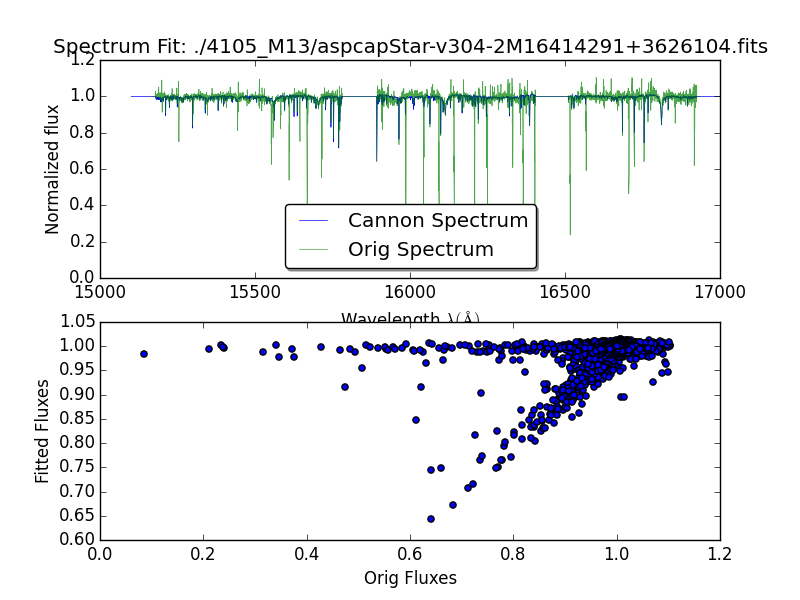 Spectrum Fit: ./4105_M13/aspcapStar-v304-2M16414291+3626104.fits
1.2
1.0
0.8
0.6
0.4
0.2
0.0
Normalized flux
Cannon Spectrum
Orig Spectrum
15000 15500 16000 16500 17000
Wavelength λ(Å)
1.05
1.00
0.95
0.90
0.85
0.80
0.75
0.70
0.65
0.60
Fitted Fluxes
0.0 0.2 0.4 0.6 0.8 1.0 1.2
Orig Fluxes